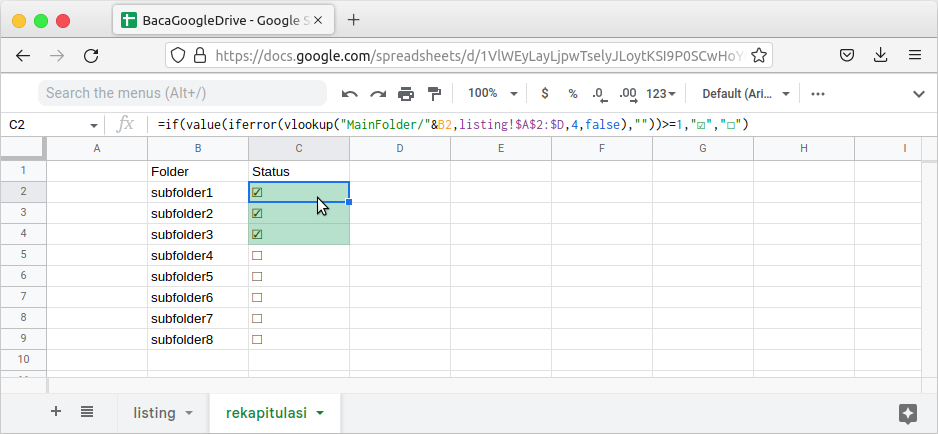 BacaGoogleDrive - Google S
https://docs.google.com/spreadsheets/d/1VlWEyLayLjpwTselyJLoytKSI9P0SCwHoY
Search the menus (Alt+/) 100% $ % .0 .00 123 Default (Ari...
C2 fx =if(value(iferror(vlookup("MainFolder/"&B2,listing!$A$2:$D,4,false),""))>=1,"☑","☐")
A B C D E F G H I
1 Folder Status
2 subfolder1 ☑
3 subfolder2 ☑
4 subfolder3 ☑
5 subfolder4 ☐
6 subfolder5 ☐
7 subfolder6 ☐
8 subfolder7 ☐
9 subfolder8 ☐
10
listing rekapitulasi